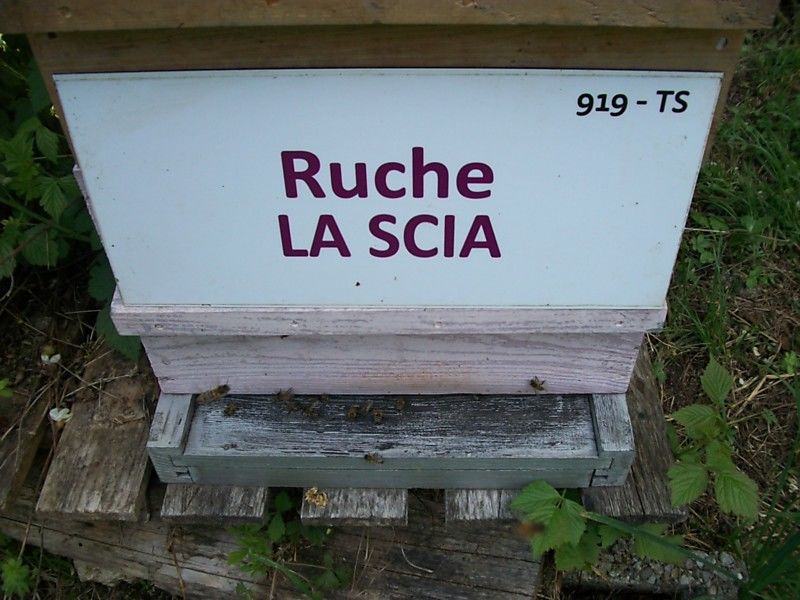 919 - TS
Ruche
LA SCIA